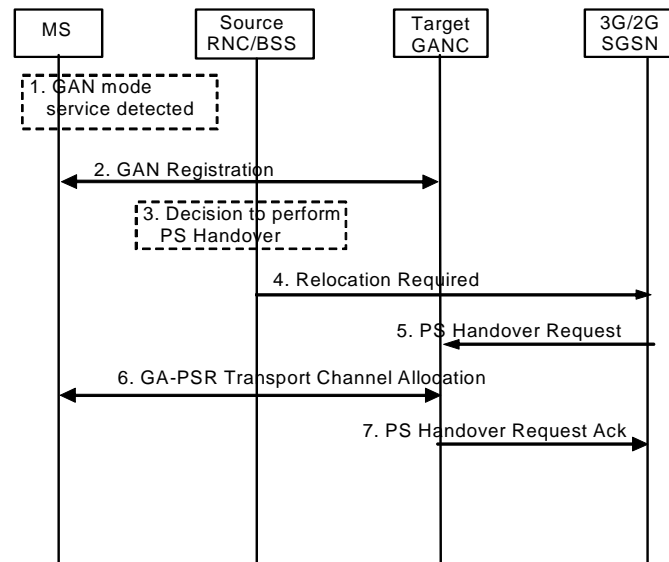 MS
Source
RNC/BSS
Target
GANC
3G/2G
SGSN
1. GAN mode
service detected
2. GAN Registration
3. Decision to perform
PS Handover
4. Relocation Required
5. PS Handover Request
6. GA-PSR Transport Channel Allocation
7. PS Handover Request Ack